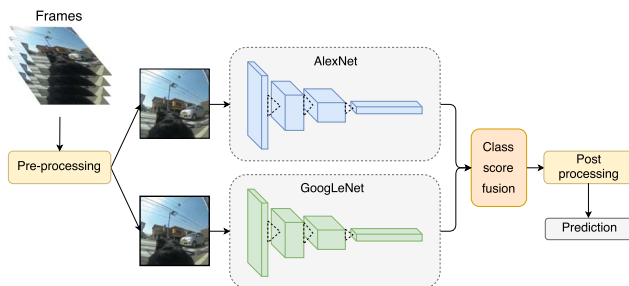 Frames
Pre-processing
AlexNet
GoogLeNet
Class
score
fusion
Post
processing
Prediction